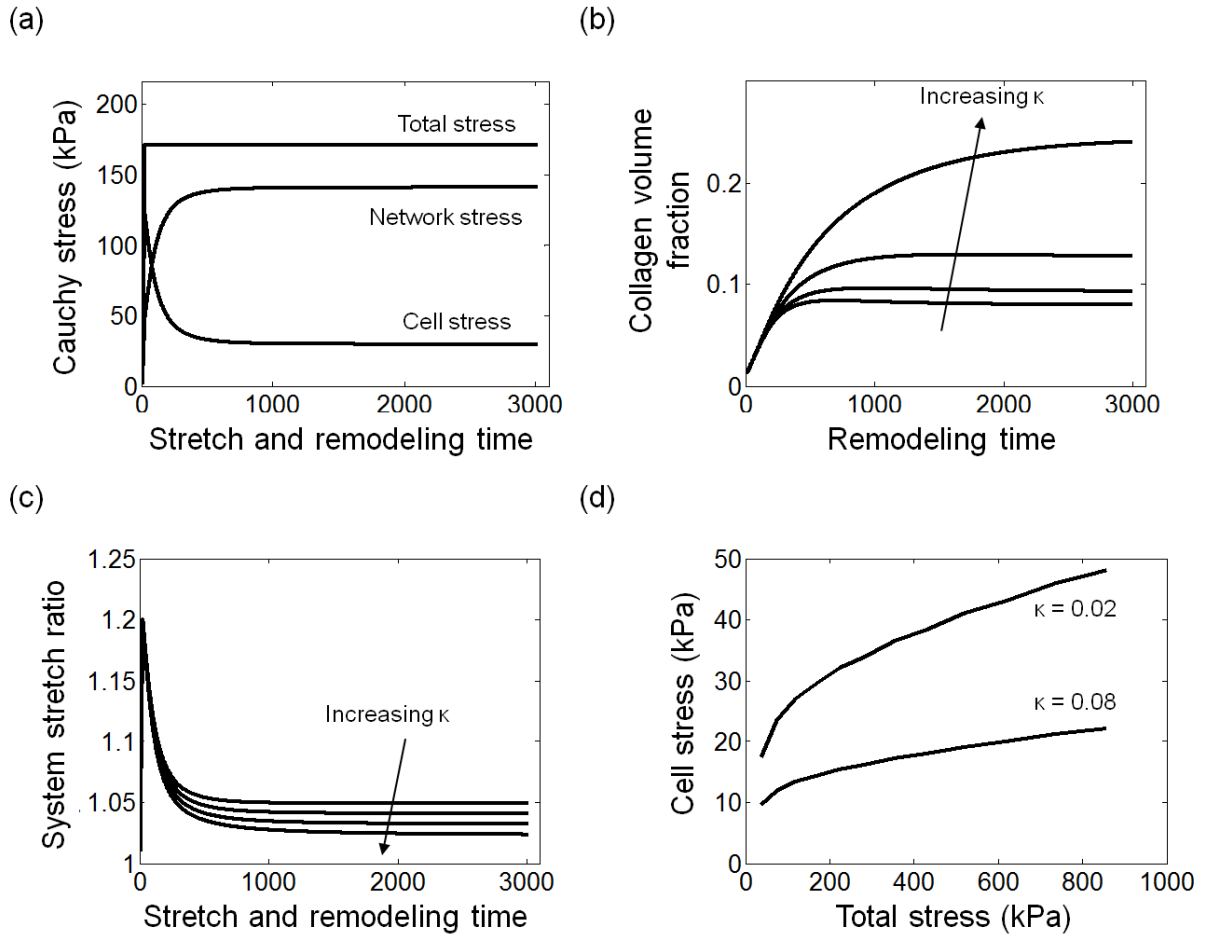 (a)
Cauchy stress (kPa)
200
150
100
50
0
Total stress
Network stress
Cell stress
0 1000 2000 3000
Stretch and remodeling time
(b)
Collagen volume
fraction
0.2
0.1
0
Increasing κ
0 1000 2000 3000
Remodeling time
(c)
System stretch ratio
1.25
1.2
1.15
1.1
1.05
1
Increasing κ
0 1000 2000 3000
Stretch and remodeling time
(d)
Cell stress (kPa)
50
40
30
20
10
0
κ = 0.02
κ = 0.08
0 200 400 600 800 1000
Total stress (kPa)